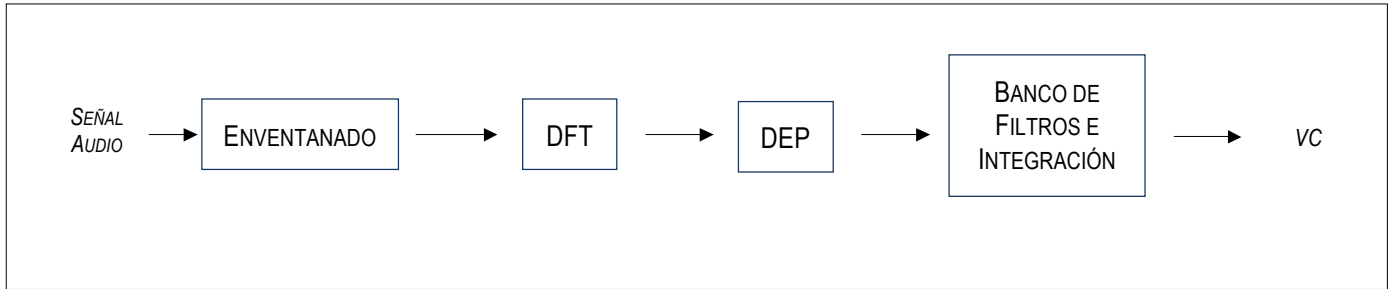 SEÑAL
AUDIO
ENVENTANADO
DFT
DEP
BANCO DE
FILTROS E
INTEGRACIÓN
VC